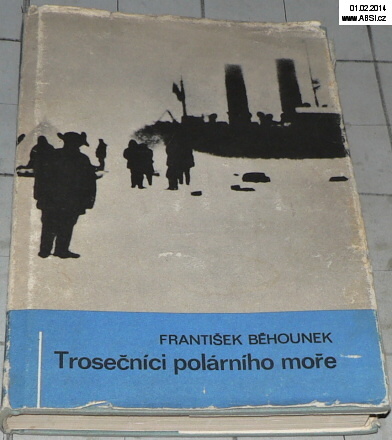 01.02.2014
www.ABSI.cz
FRANTIŠEK BĚHOUNEK
Trosečníci polárního moře